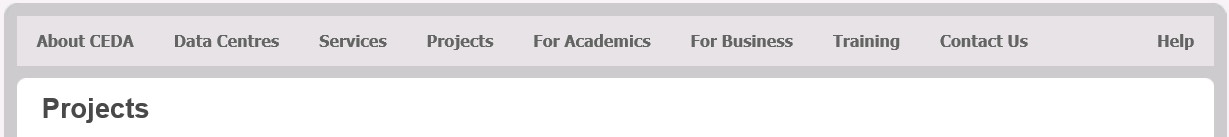 About CEDA Data Centres Services Projects For Academics For Business Training Contact Us Help
Projects